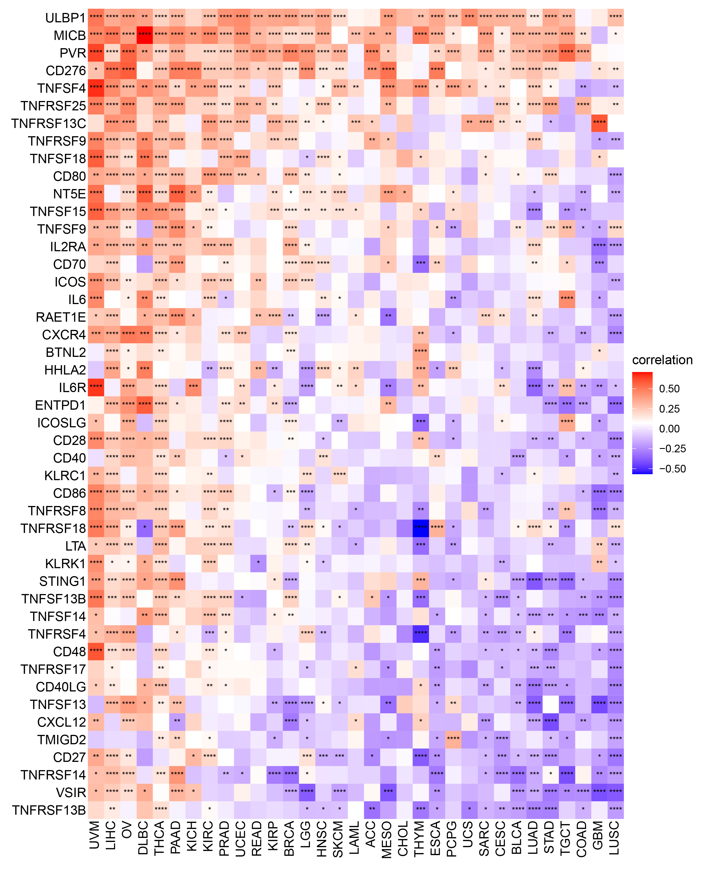 ULBP1
MICB
PVR
CD276
TNFSF4
TNFRSF25
TNFRSF13C
TNFRSF9
TNFSF18
CD80
NT5E
TNFSF15
TNFSF9
IL2RA
CD70
ICOS
IL6
RAET1E
CXCR4
BTNL2
HHLA2
IL6R
ENTPD1
ICOSLG
CD28
CD40
KLRC1
CD86
TNFRSF8
TNFRSF18
LTA
KLRK1
STING1
TNFSF13B
TNFSF14
TNFRSF4
CD48
TNFRSF17
CD40LG
TNFSF13
CXCL12
TMIGD2
CD27
TNFRSF14
VSIR
TNFRSF13B
UVM LIHC OV DLBC THCA PAAD KICH KIRC PRAD UCEC READ KIRP BRCA LGG HNSC SKCM LAML ACC MESO CHOL THYM ESCA PCPG UCS SARC CESC BLCA LUAD STAD TGCT COAD GBM LUSC
correlation
0.50
0.25
0.00
−0.25
−0.50